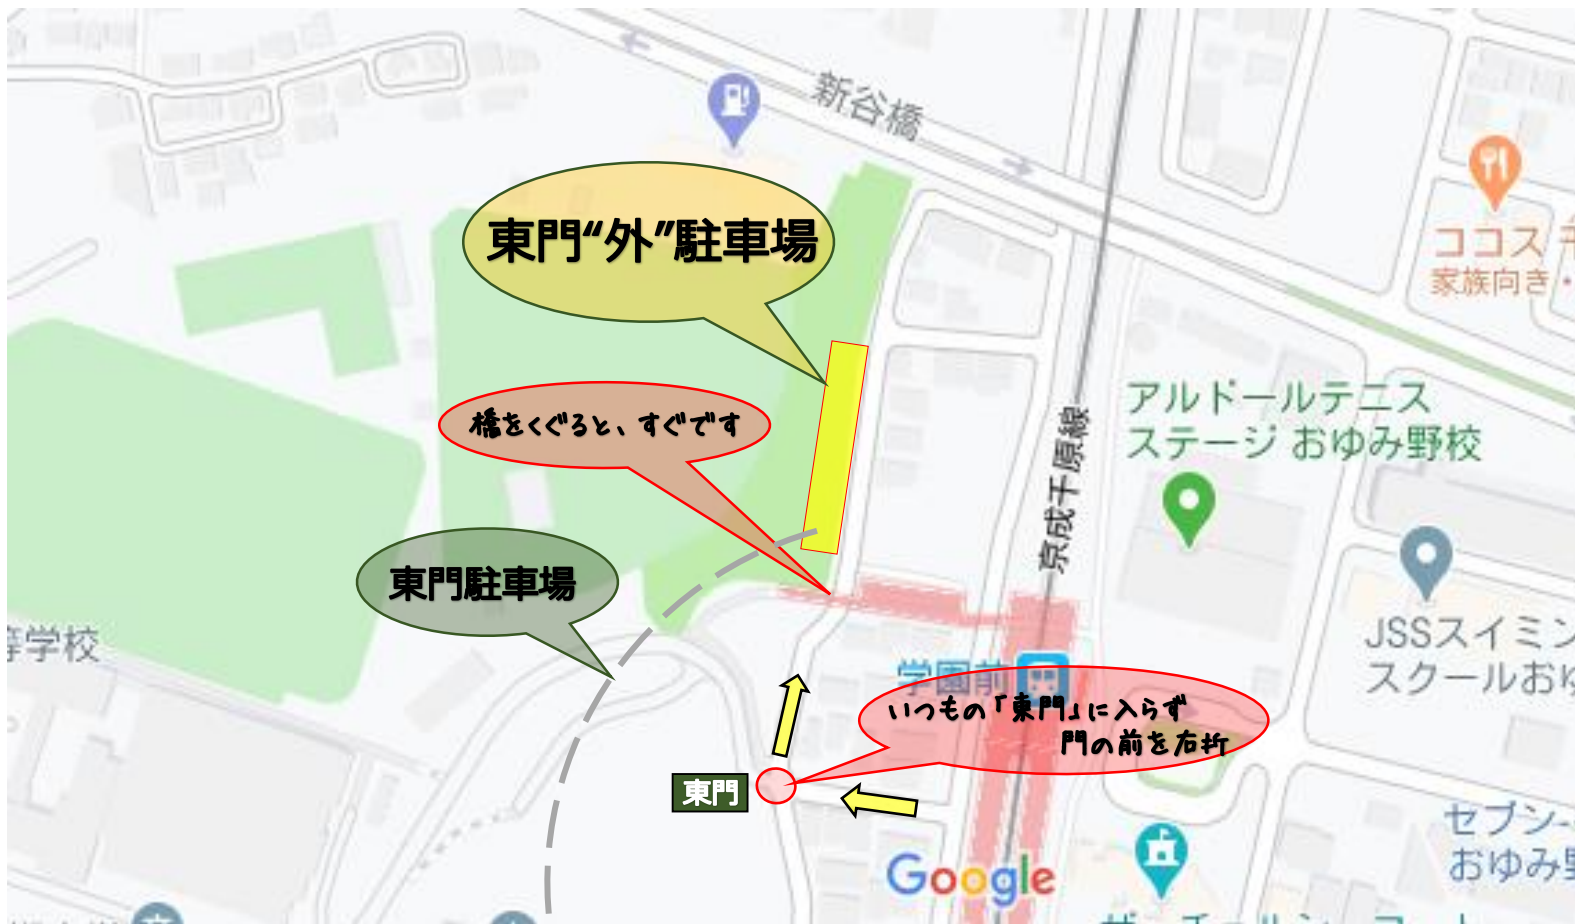 新谷橋
東門“外”駐車場
ココス
家族向き・
アルドールテニス
ステージ おゆみ野校
橋をくぐると、すぐです
京成千原線
東門駐車場
等学校
JSSスイミン
スクールおゆ
学園前
いつもの「東門」に入らず
門の前を右折
東門
セブン-
おゆみ野
Google